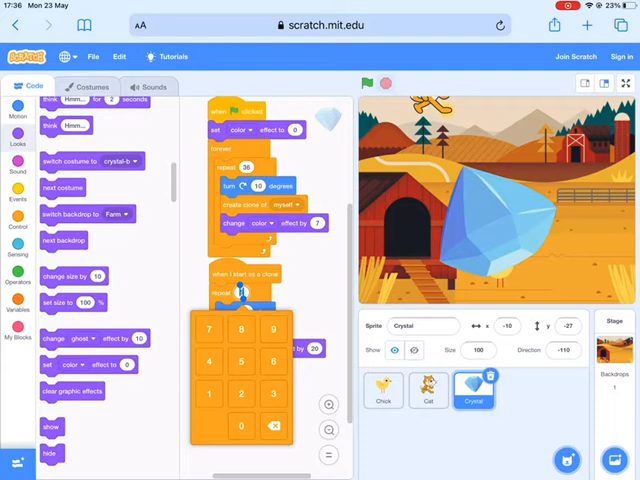 17:36 Mon 23 May
23%
AA
scratch.mit.edu
SCRATCH
File
Edit
Tutorials
Join Scratch
Sign in
Code
Costumes
Sounds
Motion
Looks
Sound
Events
Control
Sensing
Operators
Variables
My Blocks
think Hmm... for 2 seconds
think Hmm...
switch costume to crystal-b
next costume
switch backdrop to Farm
next backdrop
change size by 10
set size to 100 %
change ghost effect by 10
set color effect to 0
clear graphic effects
show
hide
when clicked
set color effect to 0
forever
repeat 36
turn 10 degrees
create clone of myself
change color effect by 7
when I start as a clone
repeat
by 20
7 8 9
4 5 6
1 2 3
0
Sprite Crystal x -10 y -27
Show Size 100 Direction -110
Chick
Cat
Crystal
Stage
Backdrops
1